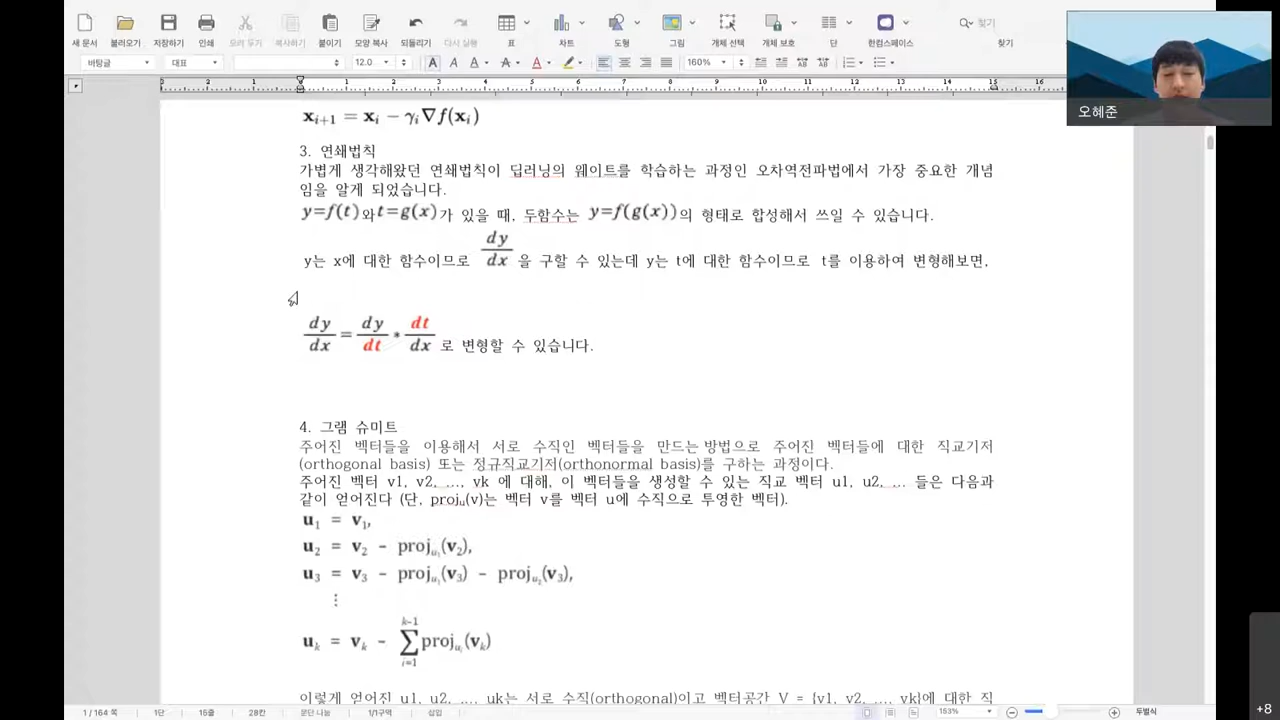 새 문서 불러오기 저장하기 인쇄 오려 두기 복사하기 붙이기 모양 복사 되돌리기 다시 실행 표 차트 도형 그림 개체 선택 개체 보호 단 한컴스페이스 찾기
찾기
바탕글 대표 12.0 가 가 가 가 가 160%
오혜준
x_{i+1} = x_i − γ_i ∇f(x_i)
3. 연쇄법칙
가볍게 생각해왔던 연쇄법칙이 딥러닝의 웨이트를 학습하는 과정인 오차역전파법에서 가장 중요한 개념
임을 알게 되었습니다.
y=f(t)와t=g(x)가 있을 때, 두함수는 y=f(g(x))의 형태로 합성해서 쓰일 수 있습니다.
y는 x에 대한 함수이므로 dy/dx 을 구할 수 있는데 y는 t에 대한 함수이므로 t를 이용하여 변형해보면,
dy/dx = dy/dt * dt/dx 로 변형할 수 있습니다.
4. 그램 슈미트
주어진 벡터들을 이용해서 서로 수직인 벡터들을 만드는 방법으로 주어진 벡터들에 대한 직교기저
(orthogonal basis) 또는 정규직교기저(orthonormal basis)를 구하는 과정이다.
주어진 벡터 v1, v2, ..., vk 에 대해, 이 벡터들을 생성할 수 있는 직교 벡터 u1, u2, ... 들은 다음과
같이 얻어진다 (단, proj_u(v)는 벡터 v를 벡터 u에 수직으로 투영한 벡터).
u_1 = v_1,
u_2 = v_2 − proj_{u_1}(v_2),
u_3 = v_3 − proj_{u_1}(v_3) − proj_{u_2}(v_3),
⋮
u_k = v_k − ∑_{i=1}^{k−1} proj_{u_i}(v_k)
이렇게 얻어진 u1, u2, ..., uk는 서로 수직(orthogonal)이고 벡터공간 V = {v1, v2, ..., vk}에 대한 직
1 / 164 쪽 1단 15줄 28칸 문단 나눔 1/1구역 삽입 153% 두벌식
+8